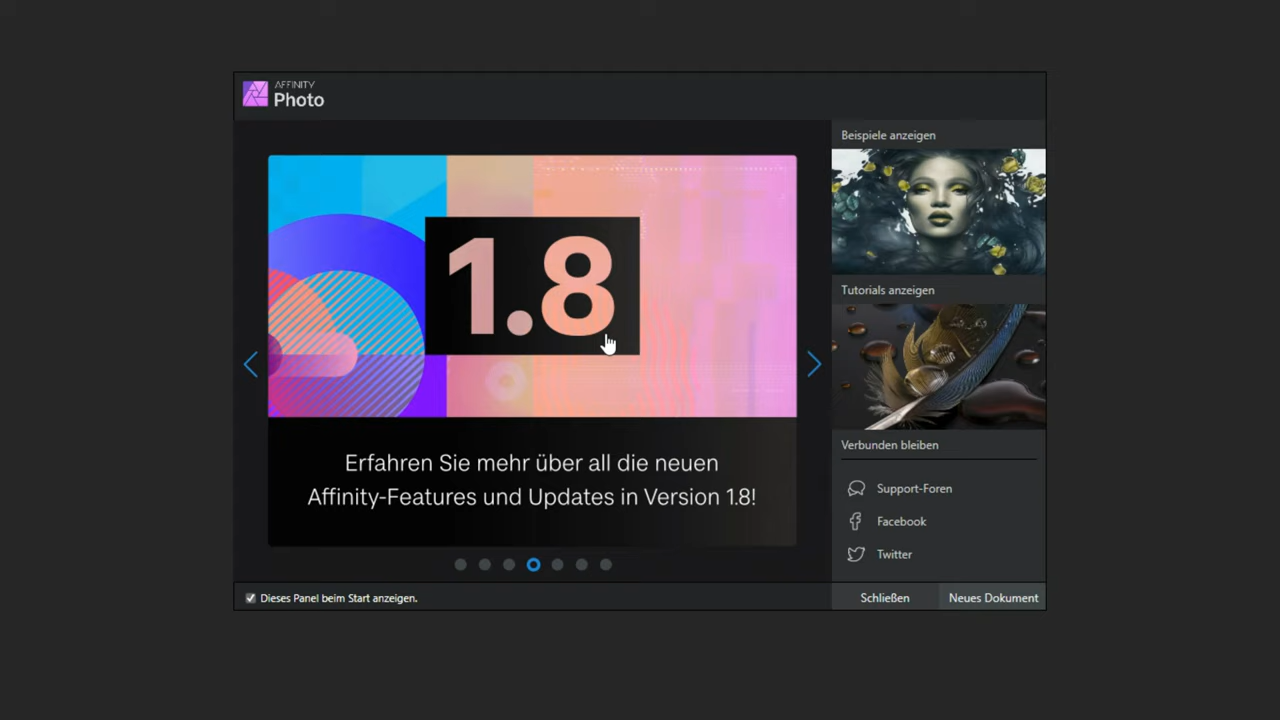 AFFINITY
Photo
1.8
Erfahren Sie mehr über all die neuen
Affinity-Features und Updates in Version 1.8!
Beispiele anzeigen
Tutorials anzeigen
Verbunden bleiben
Support-Foren
Facebook
Twitter
Dieses Panel beim Start anzeigen.
Schließen
Neues Dokument